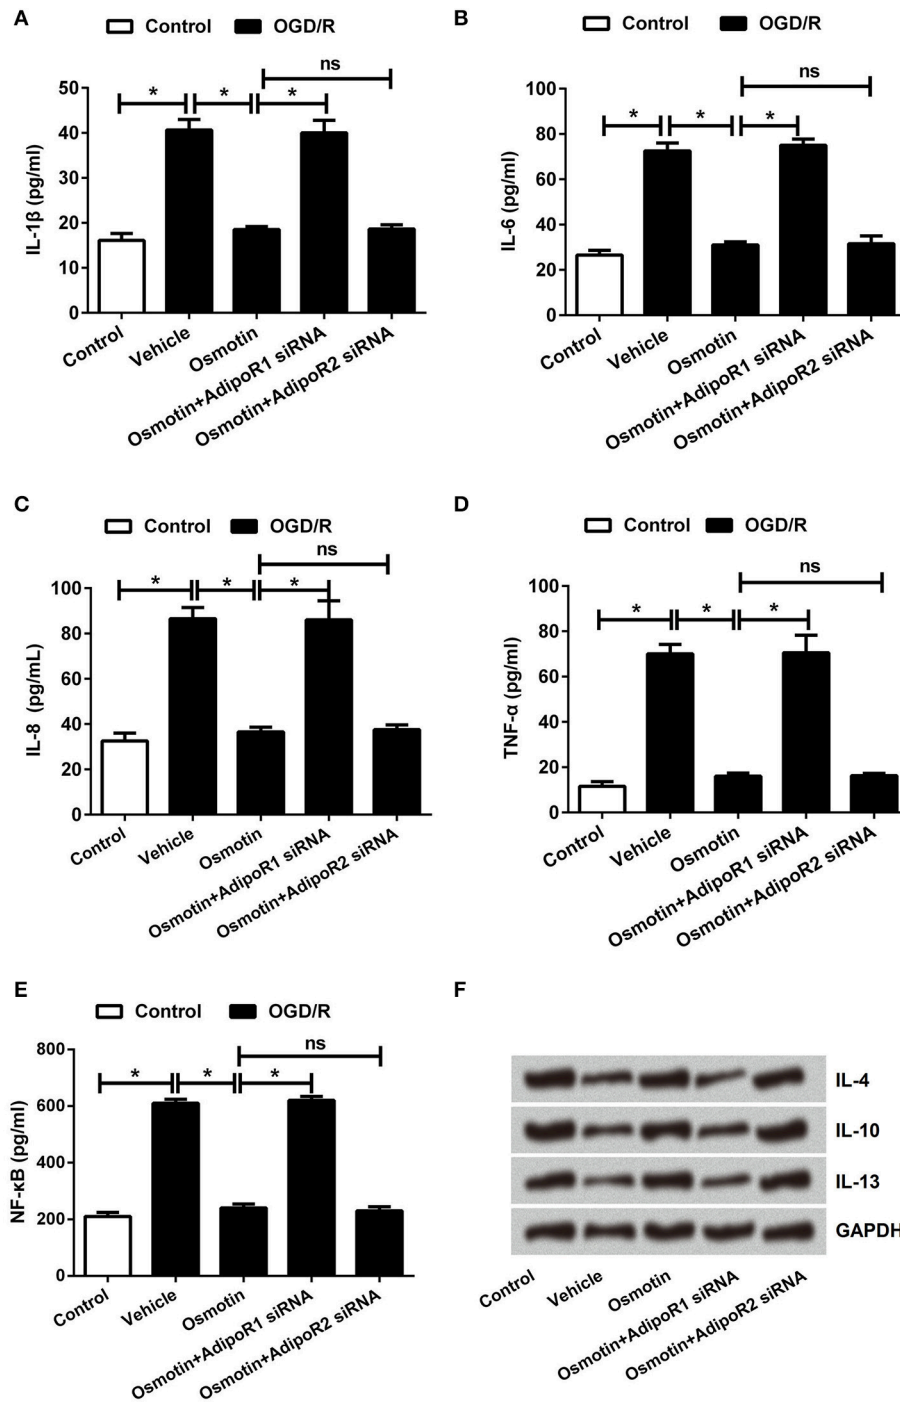 A
Control OGD/R
ns
* * *
50
40
30
20
10
0
IL-1β (pg/ml)
Control
Vehicle
Osmotin
Osmotin+AdipoR1 siRNA
Osmotin+AdipoR2 siRNA
B
Control OGD/R
ns
* * *
100
80
60
40
20
0
IL-6 (pg/ml)
Control
Vehicle
Osmotin
Osmotin+AdipoR1 siRNA
Osmotin+AdipoR2 siRNA
C
Control OGD/R
ns
* * *
100
80
60
40
20
0
IL-8 (pg/mL)
Control
Vehicle
Osmotin
Osmotin+AdipoR1 siRNA
Osmotin+AdipoR2 siRNA
D
Control OGD/R
ns
* * *
100
80
60
40
20
0
TNF-α (pg/ml)
Control
Vehicle
Osmotin
Osmotin+AdipoR1 siRNA
Osmotin+AdipoR2 siRNA
E
Control OGD/R
ns
* * *
800
600
400
200
0
NF-κB (pg/ml)
Control
Vehicle
Osmotin
Osmotin+AdipoR1 siRNA
Osmotin+AdipoR2 siRNA
F
IL-4
IL-10
IL-13
GAPDH
Control
Vehicle
Osmotin
Osmotin+AdipoR1 siRNA
Osmotin+AdipoR2 siRNA